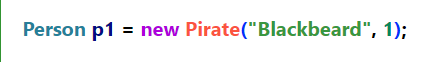 Person p1 = new Pirate("Blackbeard", 1);